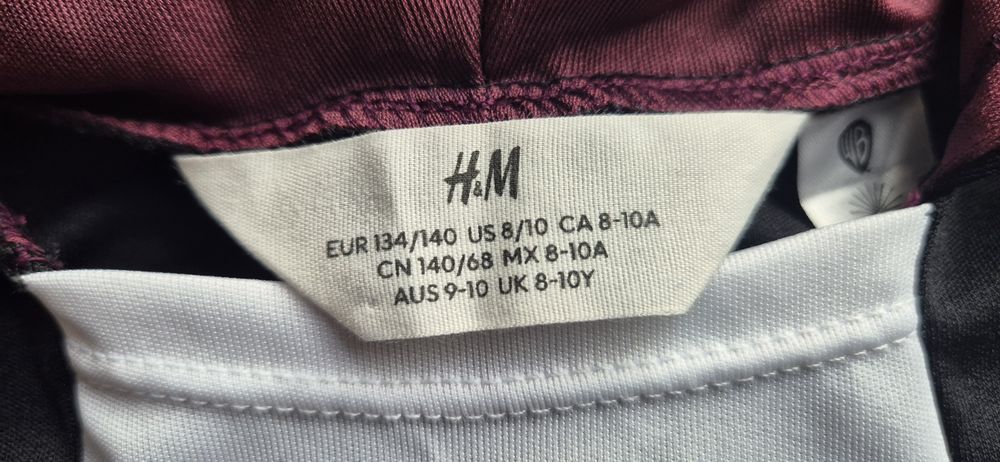 H&M
EUR 134/140 US 8/10 CA 8-10A
CN 140/68 MX 8-10A
AUS 9-10 UK 8-10Y
WB